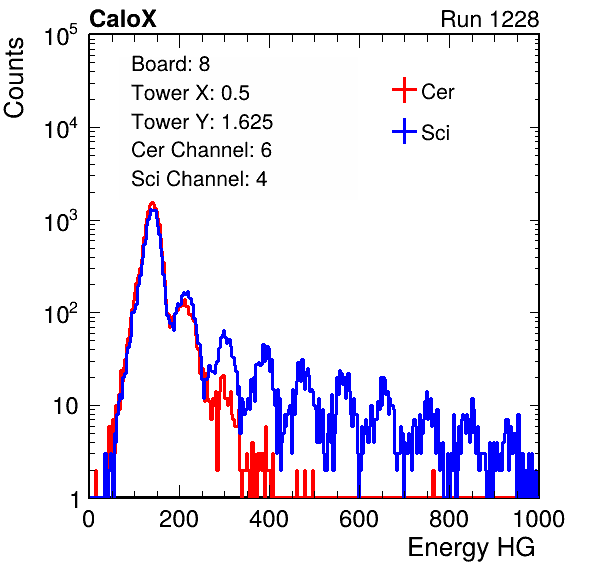 CaloX Run 1228
Counts
10^5
10^4
10^3
10^2
10
1
Board: 8
Tower X: 0.5
Tower Y: 1.625
Cer Channel: 6
Sci Channel: 4
Cer
Sci
0 200 400 600 800 1000
Energy HG